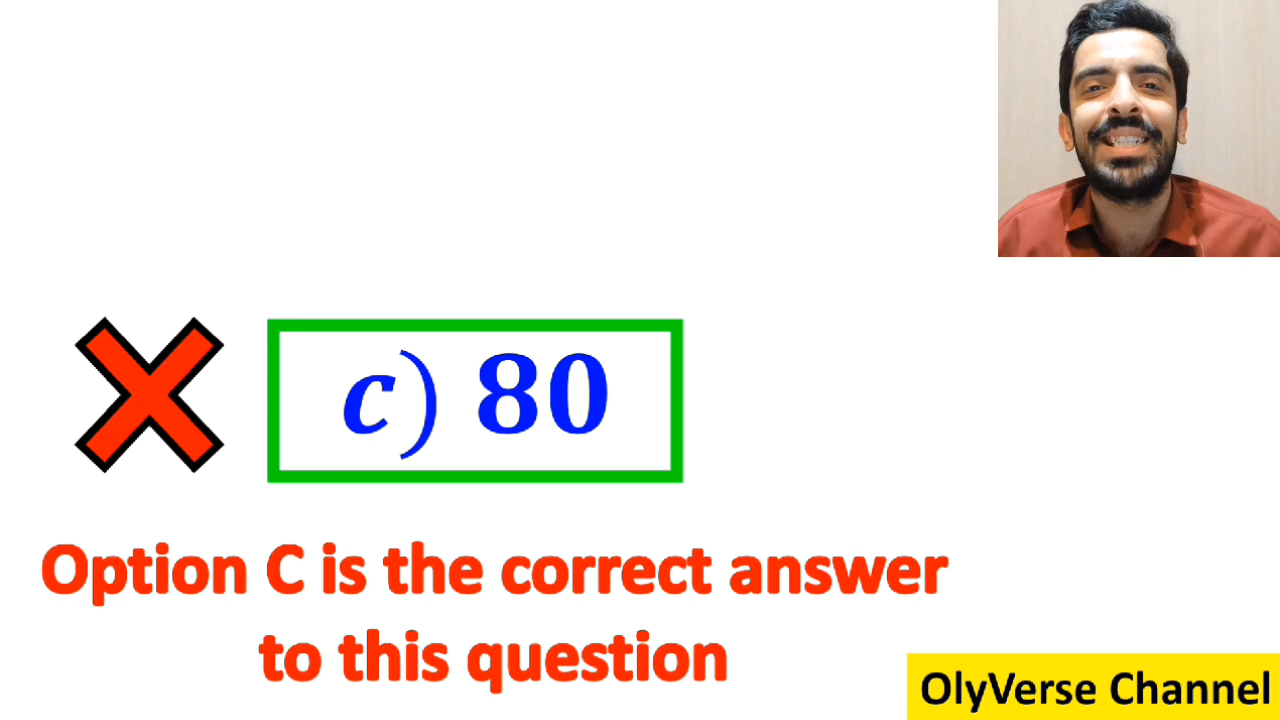 c) 80
Option C is the correct answer
to this question
OlyVerse Channel